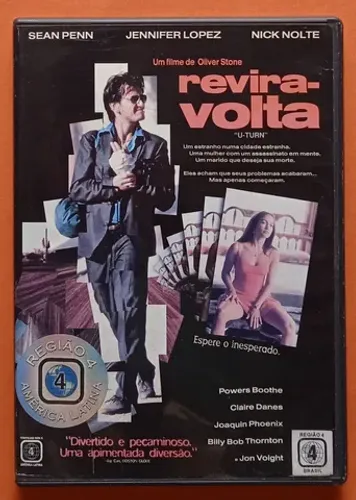 SEAN PENN JENNIFER LOPEZ NICK NOLTE
Um filme de Oliver Stone
revira-
volta
"U-TURN"
Um estranho numa cidade estranha.
Uma mulher com um assassinato em mente.
Um marido que deseja sua morte.
Eles acham que seus problemas acabaram...
Mas apenas começaram.
Espere o inesperado.
REGIÃO 4
4
AMÉRICA LATINA
Powers Boothe
Claire Danes
Joaquin Phoenix
Billy Bob Thornton
e Jon Voight
"Divertido e pecaminoso.
Uma apimentada diversão."
4
REGIÃO 4
4
BRASIL